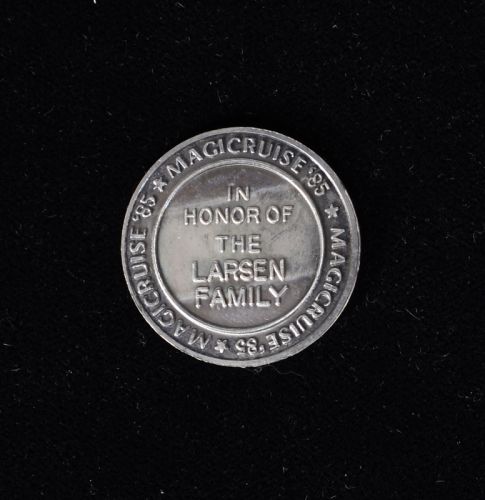 MAGICRUISE '85 ★ MAGICRUISE '85 ★ MAGICRUISE '85 ★
IN
HONOR OF
THE
LARSEN
FAMILY